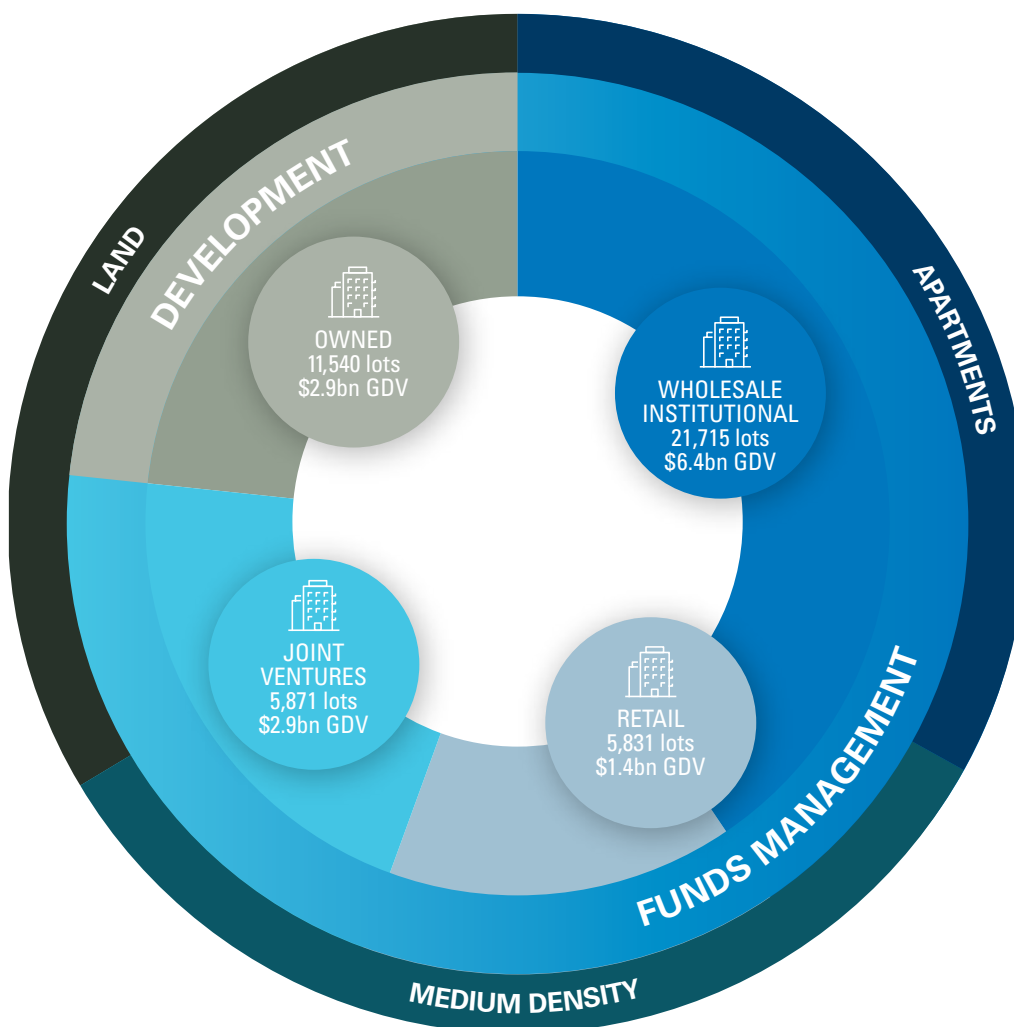 LAND
DEVELOPMENT
APARTMENTS
OWNED
11,540 lots
$2.9bn GDV
WHOLESALE
INSTITUTIONAL
21,715 lots
$6.4bn GDV
JOINT
VENTURES
5,871 lots
$2.9bn GDV
RETAIL
5,831 lots
$1.4bn GDV
FUNDS MANAGEMENT
MEDIUM DENSITY